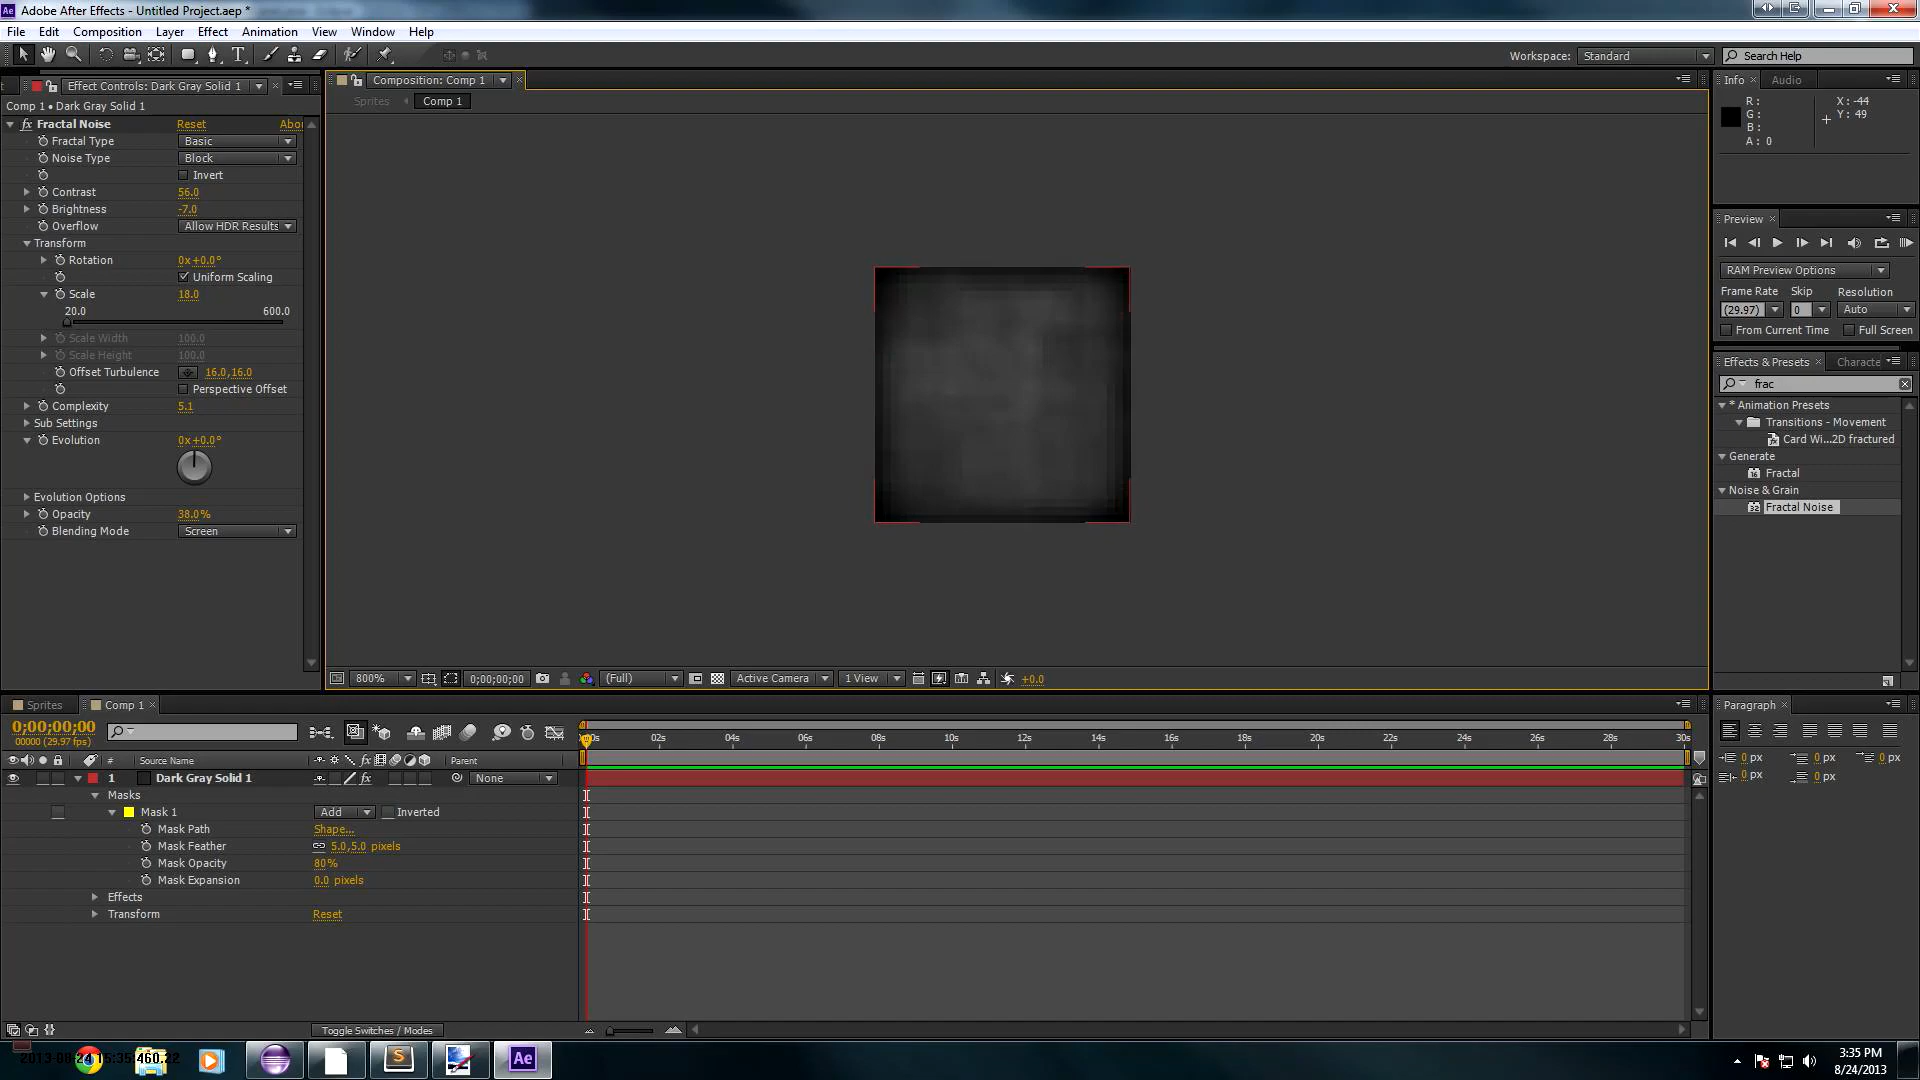 Adobe After Effects - Untitled Project.aep *
File Edit Composition Layer Effect Animation View Window Help
Workspace: Standard Search Help
Effect Controls: Dark Gray Solid 1
Composition: Comp 1
Info Audio
Comp 1 • Dark Gray Solid 1
Sprites Comp 1
R: X: -44
G: Y: 49
B:
A: 0
Fractal Noise Reset Abou
Fractal Type Basic
Noise Type Block
Invert
Contrast 56.0
Brightness -7.0
Overflow Allow HDR Results
Transform
Rotation 0x+0.0°
Uniform Scaling
Scale 18.0
20.0 600.0
Scale Width 100.0
Scale Height 100.0
Offset Turbulence 16.0,16.0
Perspective Offset
Complexity 5.1
Sub Settings
Evolution 0x+0.0°
Evolution Options
Opacity 38.0%
Blending Mode Screen
Preview
RAM Preview Options
Frame Rate Skip Resolution
(29.97) 0 Auto
From Current Time Full Screen
Effects & Presets Characte
frac
* Animation Presets
Transitions - Movement
Card Wi...2D fractured
Generate
Fractal
Noise & Grain
32 Fractal Noise
800% 0;00;00;00 (Full) Active Camera 1 View +0.0
Sprites Comp 1
0;00;00;00
00000 (29.97 fps)
02s 04s 06s 08s 10s 12s 14s 16s 18s 20s 22s 24s 26s 28s 30s
# Source Name fx Parent
1 Dark Gray Solid 1 fx None
Masks
Mask 1 Add Inverted
Mask Path Shape...
Mask Feather 5.0,5.0 pixels
Mask Opacity 80%
Mask Expansion 0.0 pixels
Effects
Transform Reset
Toggle Switches / Modes
Paragraph
0 px 0 px 0 px
0 px 0 px
Ae
3:35 PM
8/24/2013